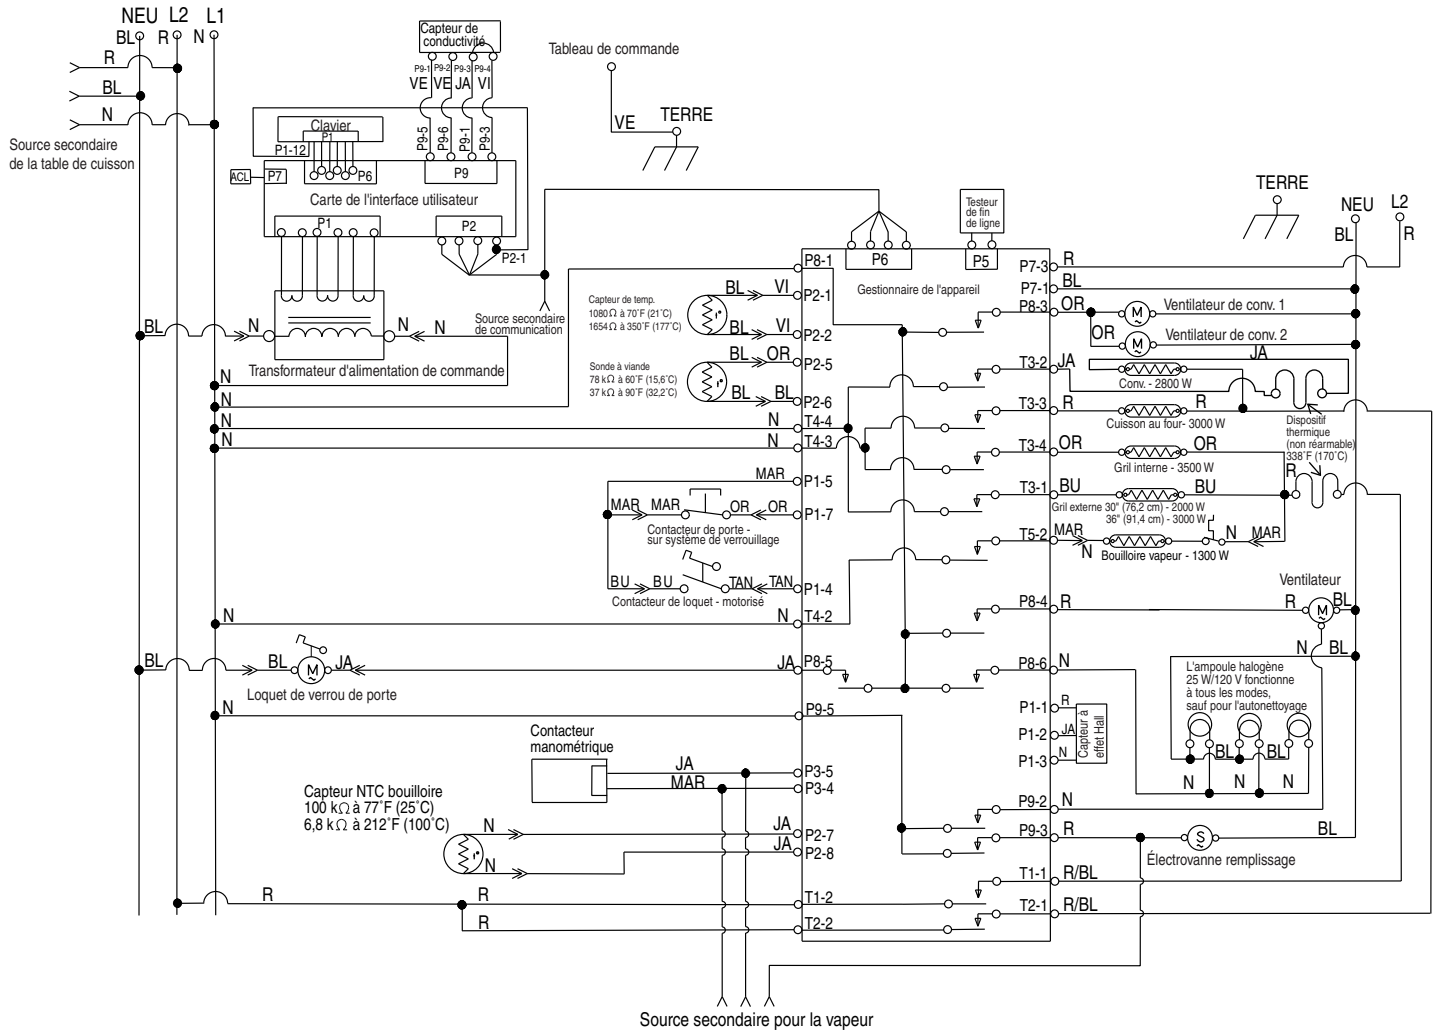 NEU L2 L1
BL R N
R
BL
N
Source secondaire
de la table de cuisson
Capteur de
conductivité
P9-1 P9-2 P9-3 P9-4
VE VE JA VI
P9-5 P9-6 P9-1 P9-3
P9
Clavier
P1
P1-12
P6
ACL P7
Carte de l'interface utilisateur
P1
P2
P2-1
Tableau de commande
VE
TERRE
Source secondaire
de communication
BL N N N
Transformateur d'alimentation de commande
N
N
N
N
Testeur
de fin
de ligne
P6 P5
Gestionnaire de l'appareil
TERRE
NEU L2
BL R
P8-1
Capteur de temp.
1080Ω à 70˚F (21˚C)
1654Ω à 350˚F (177˚C)
BL VI P2-1
BL VI P2-2
Sonde à viande
78 kΩ à 60˚F (15,6˚C)
37 kΩ à 90˚F (32,2˚C)
BL OR P2-5
BL BL P2-6
N T4-4
N T4-3
MAR P1-5
MAR MAR OR OR P1-7
Contacteur de porte -
sur système de verrouillage
BU BU TAN TAN P1-4
Contacteur de loquet - motorisé
N N T4-2
BL BL M JA JA P8-5
Loquet de verrou de porte
N P9-5
Contacteur
manométrique
JA P3-5
MAR P3-4
Capteur NTC bouilloire
100 kΩ à 77˚F (25˚C)
6,8 kΩ à 212˚F (100˚C)
N JA P2-7
N JA P2-8
R R T1-2
R T2-2
P7-3 R
P7-1 BL
P8-3 OR M Ventilateur de conv. 1
OR M Ventilateur de conv. 2
T3-2 JA JA
Conv. - 2800 W
T3-3 R R
Cuisson au four- 3000 W
Dispositif
thermique
(non réarmable)
338˚F (170˚C)
T3-4 OR OR
Gril interne - 3500 W
R
T3-1 BU BU
Gril externe 30" (76,2 cm) - 2000 W
36" (91,4 cm) - 3000 W
T5-2 MAR N N MAR
Bouilloire vapeur - 1300 W
Ventilateur
P8-4 R R M BL
N BL
P8-6 N
L'ampoule halogène
25 W/120 V fonctionne
à tous les modes,
sauf pour l'autonettoyage
P1-1 R
P1-2 JA
P1-3 N
Capteur à
effet Hall
BL BL
N N N
P9-2 N
P9-3 R S BL
Électrovanne remplissage
T1-1 R/BL
T2-1 R/BL
Source secondaire pour la vapeur